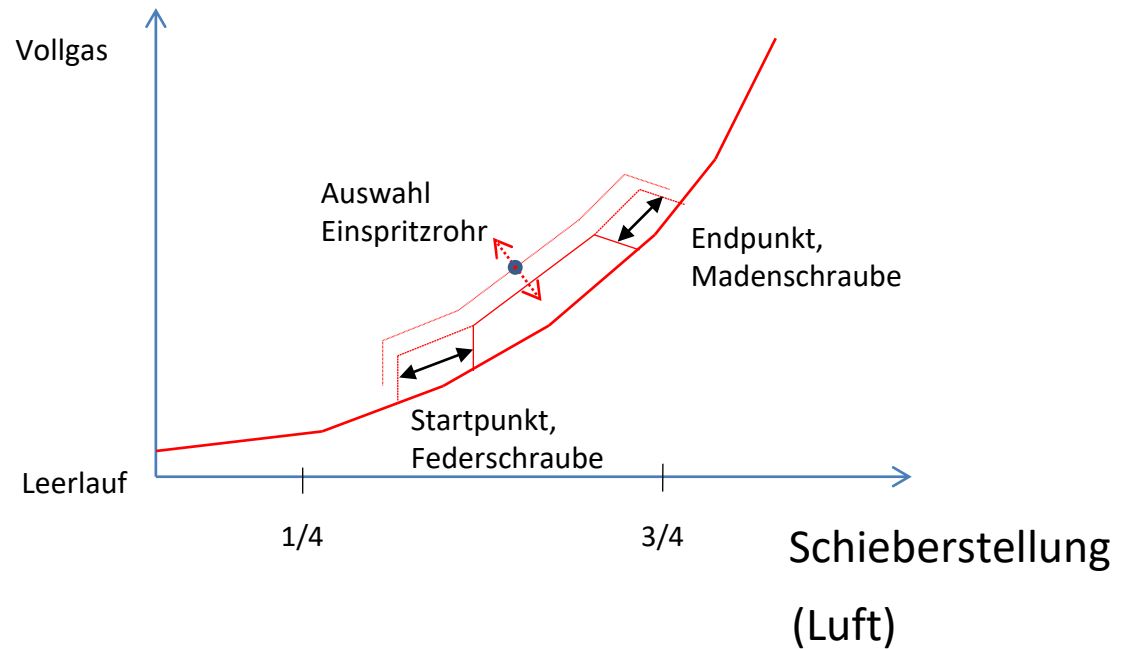 Vollgas
Auswahl
Einspritzrohr
Endpunkt,
Madenschraube
Startpunkt,
Federschraube
Leerlauf
1/4
3/4
Schieberstellung
(Luft)